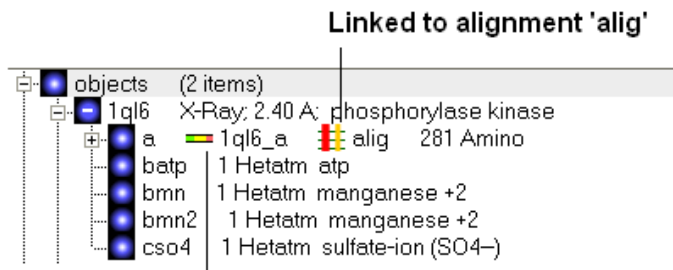 Linked to alignment 'alig'
objects (2 items)
1ql6 X-Ray; 2.40 A; phosphorylase kinase
a 1ql6_a alig 281 Amino
batp 1 Hetatm atp
bmn 1 Hetatm manganese +2
bmn2 1 Hetatm manganese +2
cso4 1 Hetatm sulfate-ion (SO4--)